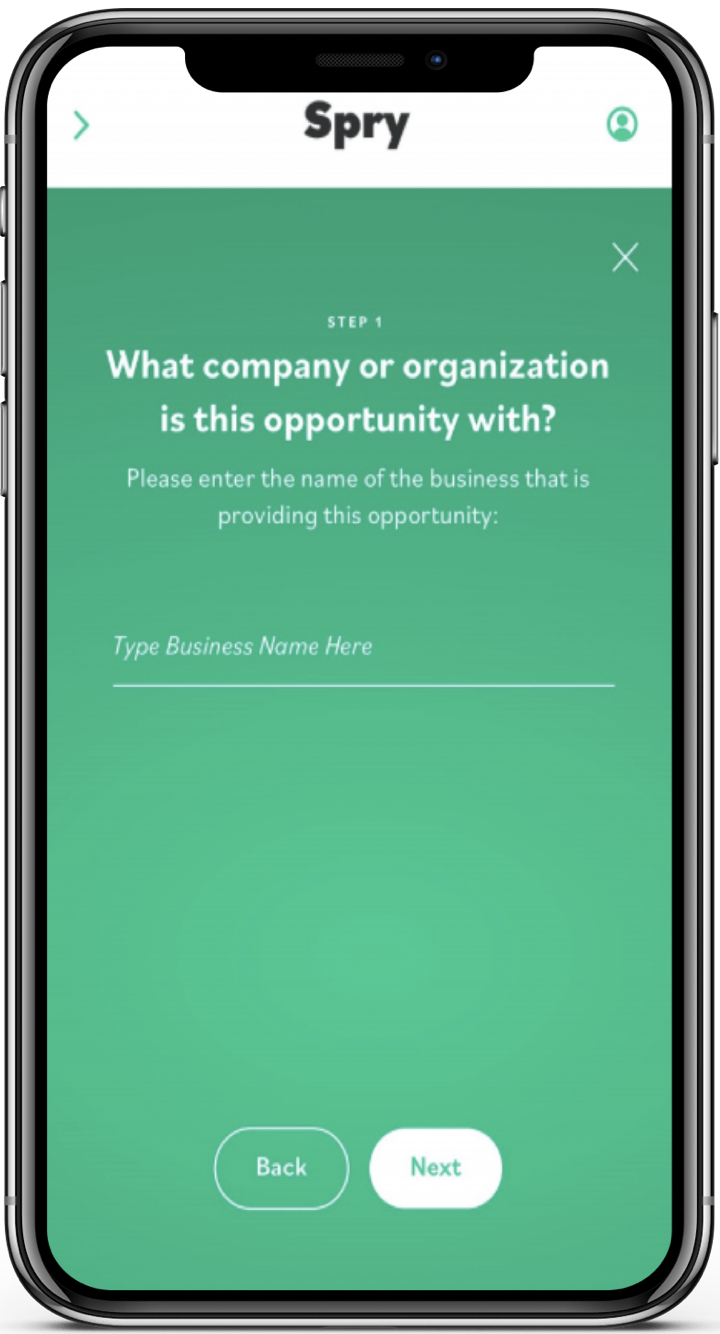 Spry
STEP 1
What company or organization
is this opportunity with?
Please enter the name of the business that is
providing this opportunity:
Type Business Name Here
Back
Next